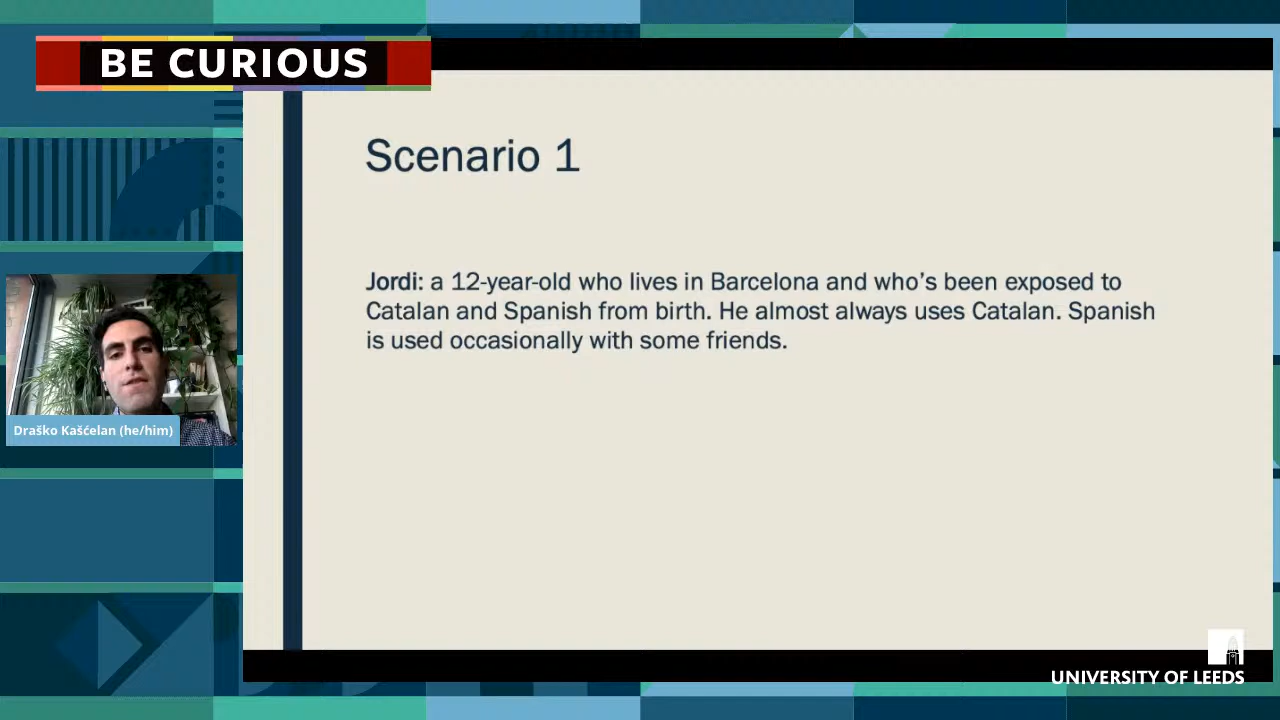 BE CURIOUS
Scenario 1
Jordi: a 12-year-old who lives in Barcelona and who’s been exposed to
Catalan and Spanish from birth. He almost always uses Catalan. Spanish
is used occasionally with some friends.
Draško Kašćelan (he/him)
UNIVERSITY OF LEEDS